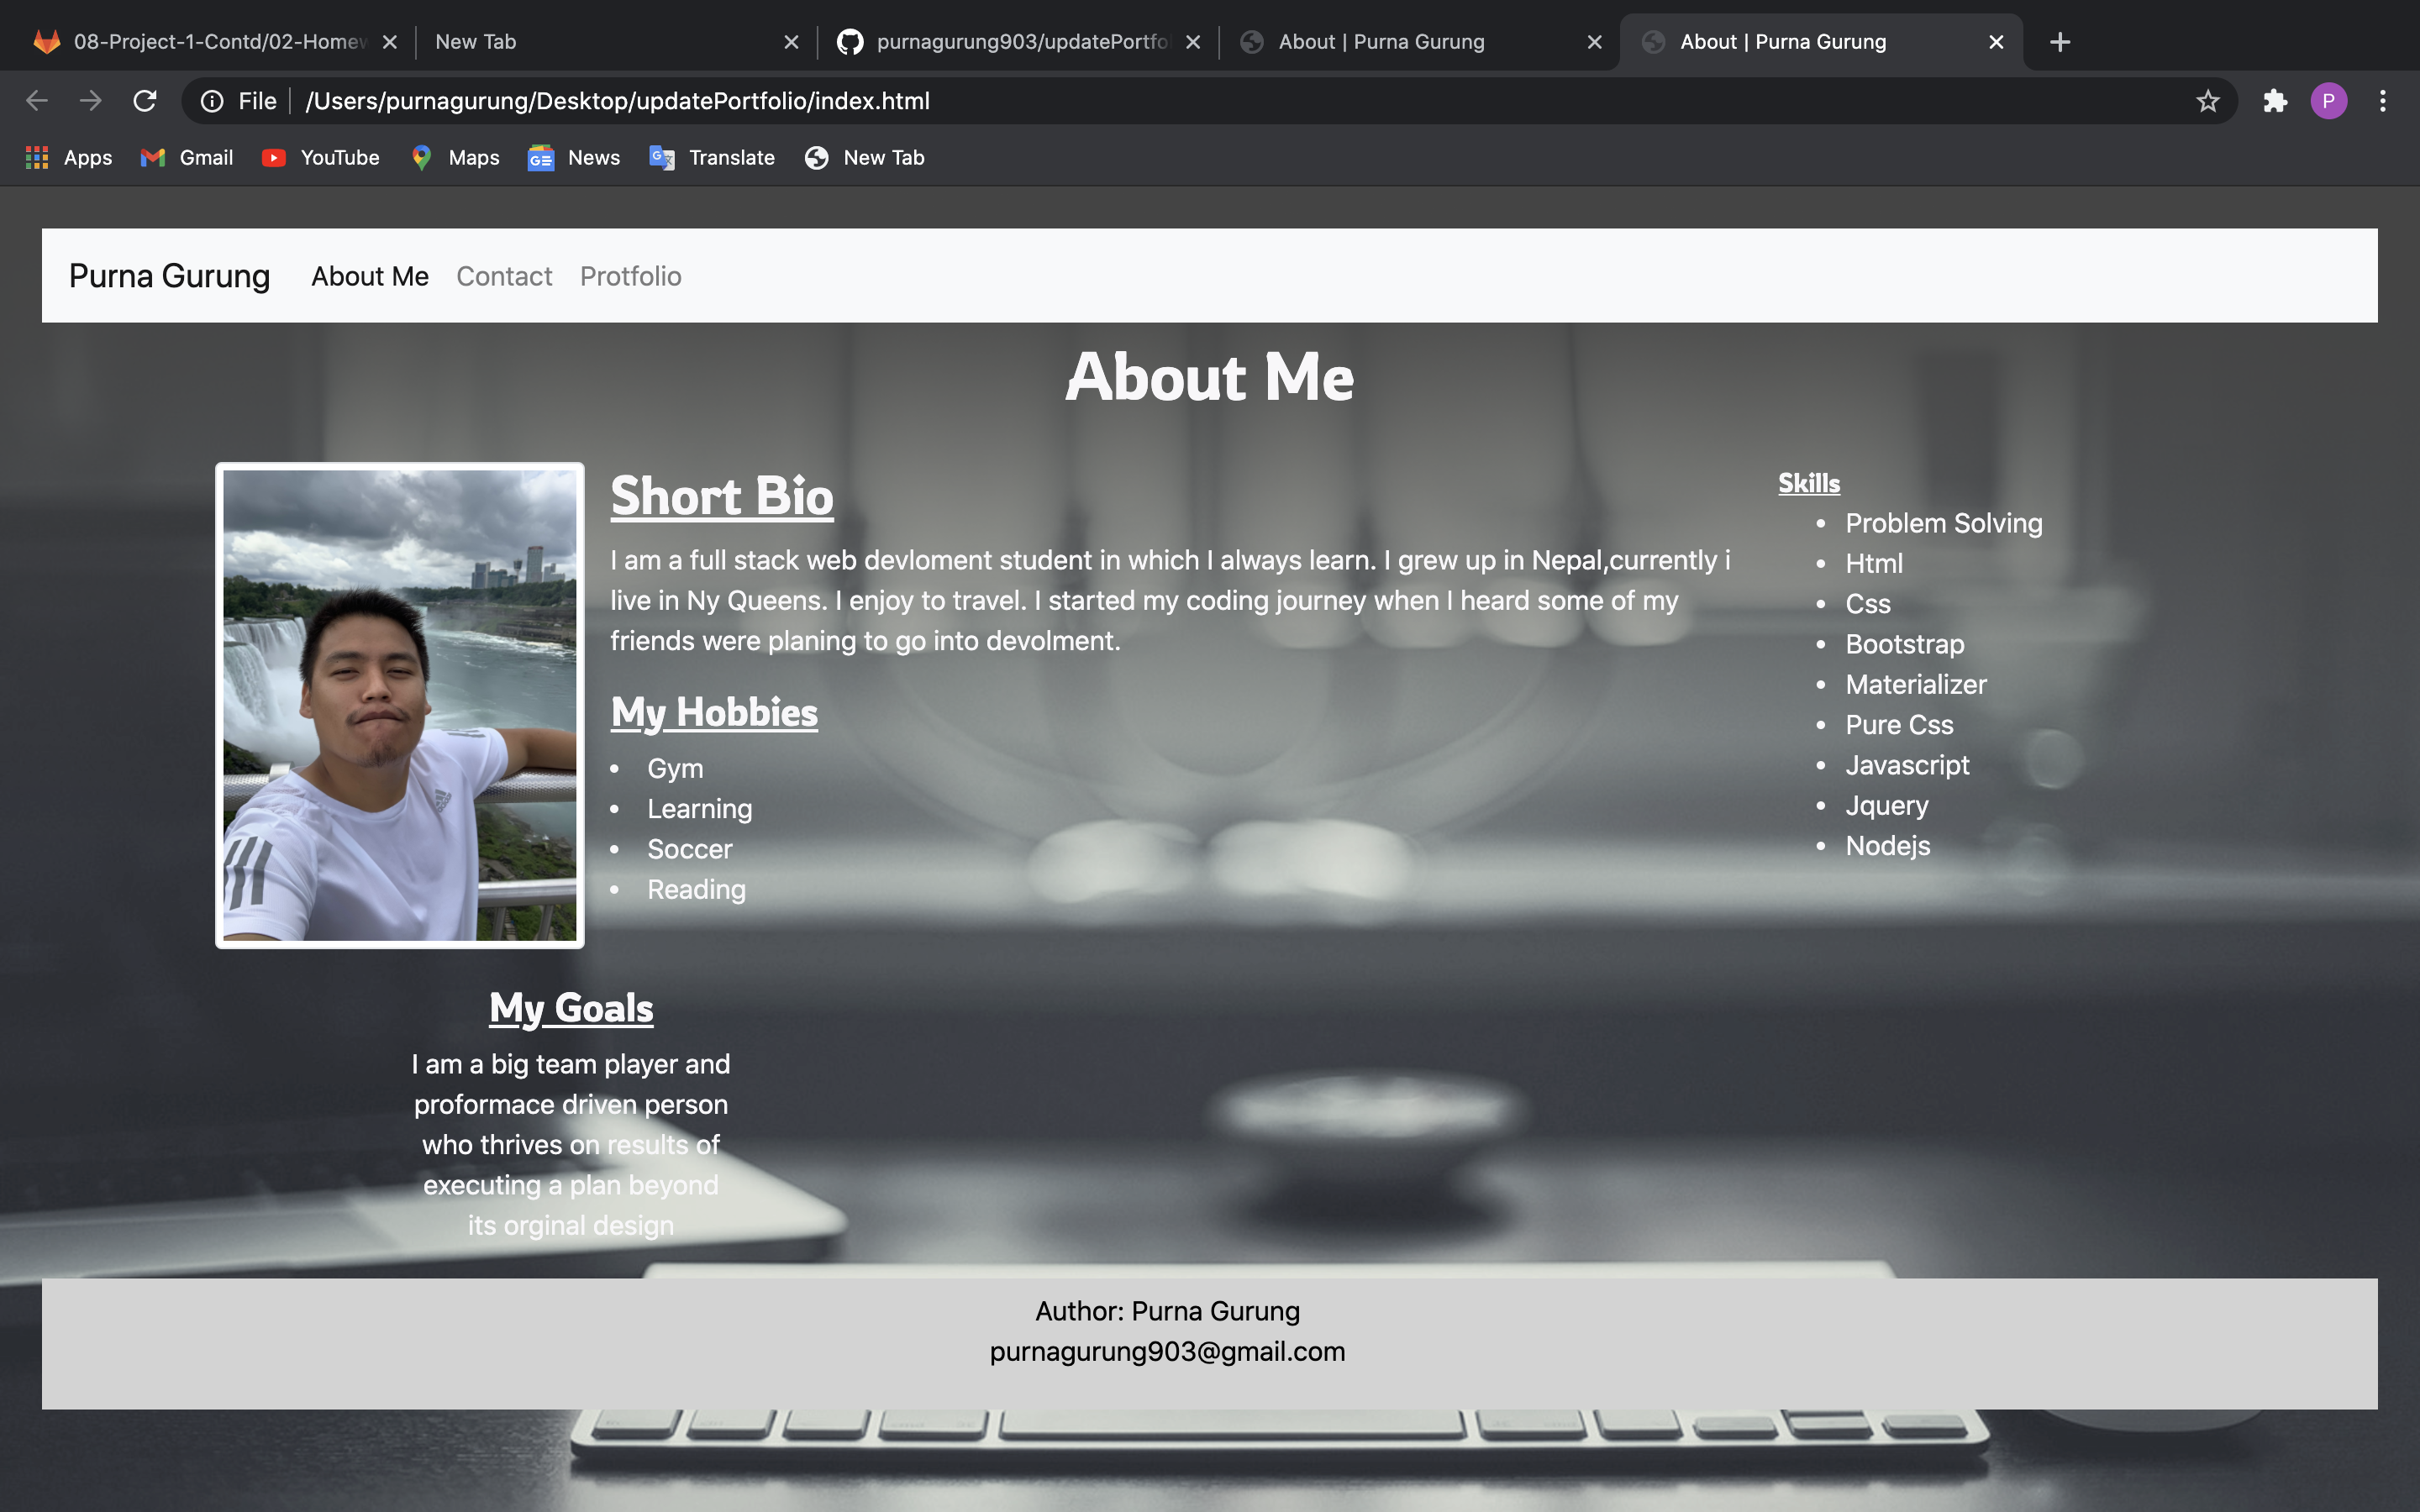 08-Project-1-Contd/02-Homew
New Tab
purnagurung903/updatePortfol
About | Purna Gurung
About | Purna Gurung
File /Users/purnagurung/Desktop/updatePortfolio/index.html
P
Apps
Gmail
YouTube
Maps
News
Translate
New Tab
Purna Gurung
About Me
Contact
Protfolio
About Me
Short Bio
I am a full stack web devloment student in which I always learn. I grew up in Nepal,currently i
live in Ny Queens. I enjoy to travel. I started my coding journey when I heard some of my
friends were planing to go into devolment.
My Hobbies
• Gym
• Learning
• Soccer
• Reading
Skills
• Problem Solving
• Html
• Css
• Bootstrap
• Materializer
• Pure Css
• Javascript
• Jquery
• Nodejs
My Goals
I am a big team player and
proformace driven person
who thrives on results of
executing a plan beyond
its orginal design
Author: Purna Gurung
purnagurung903@gmail.com